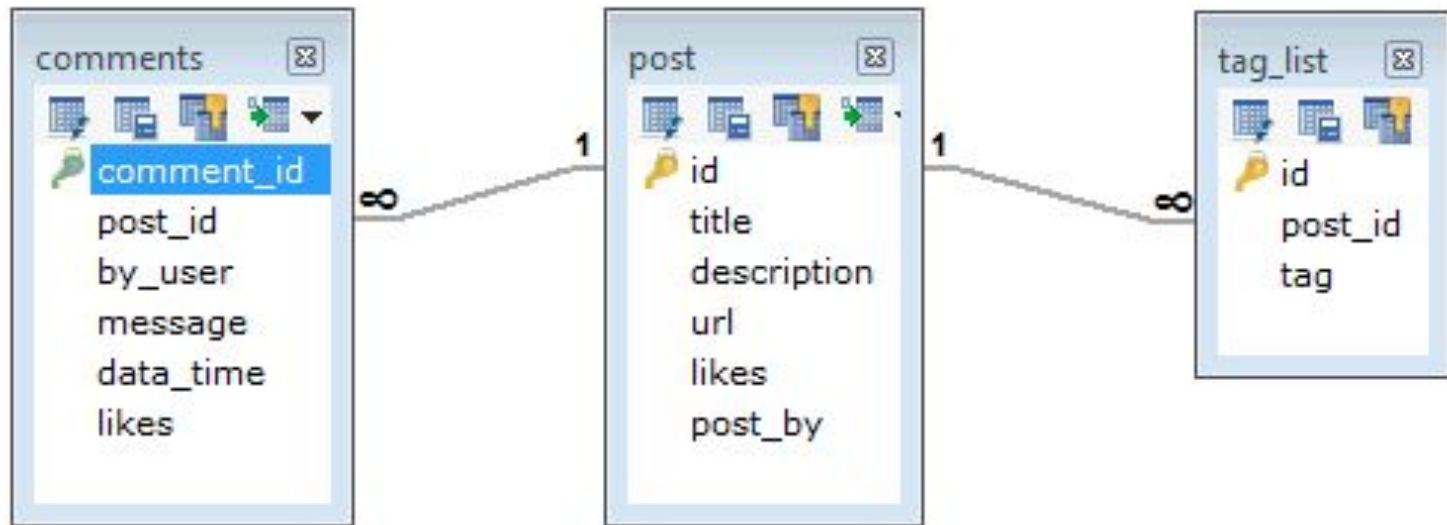 comments
comment_id
post_id
by_user
message
data_time
likes
∞
1
post
id
title
description
url
likes
post_by
1
∞
tag_list
id
post_id
tag